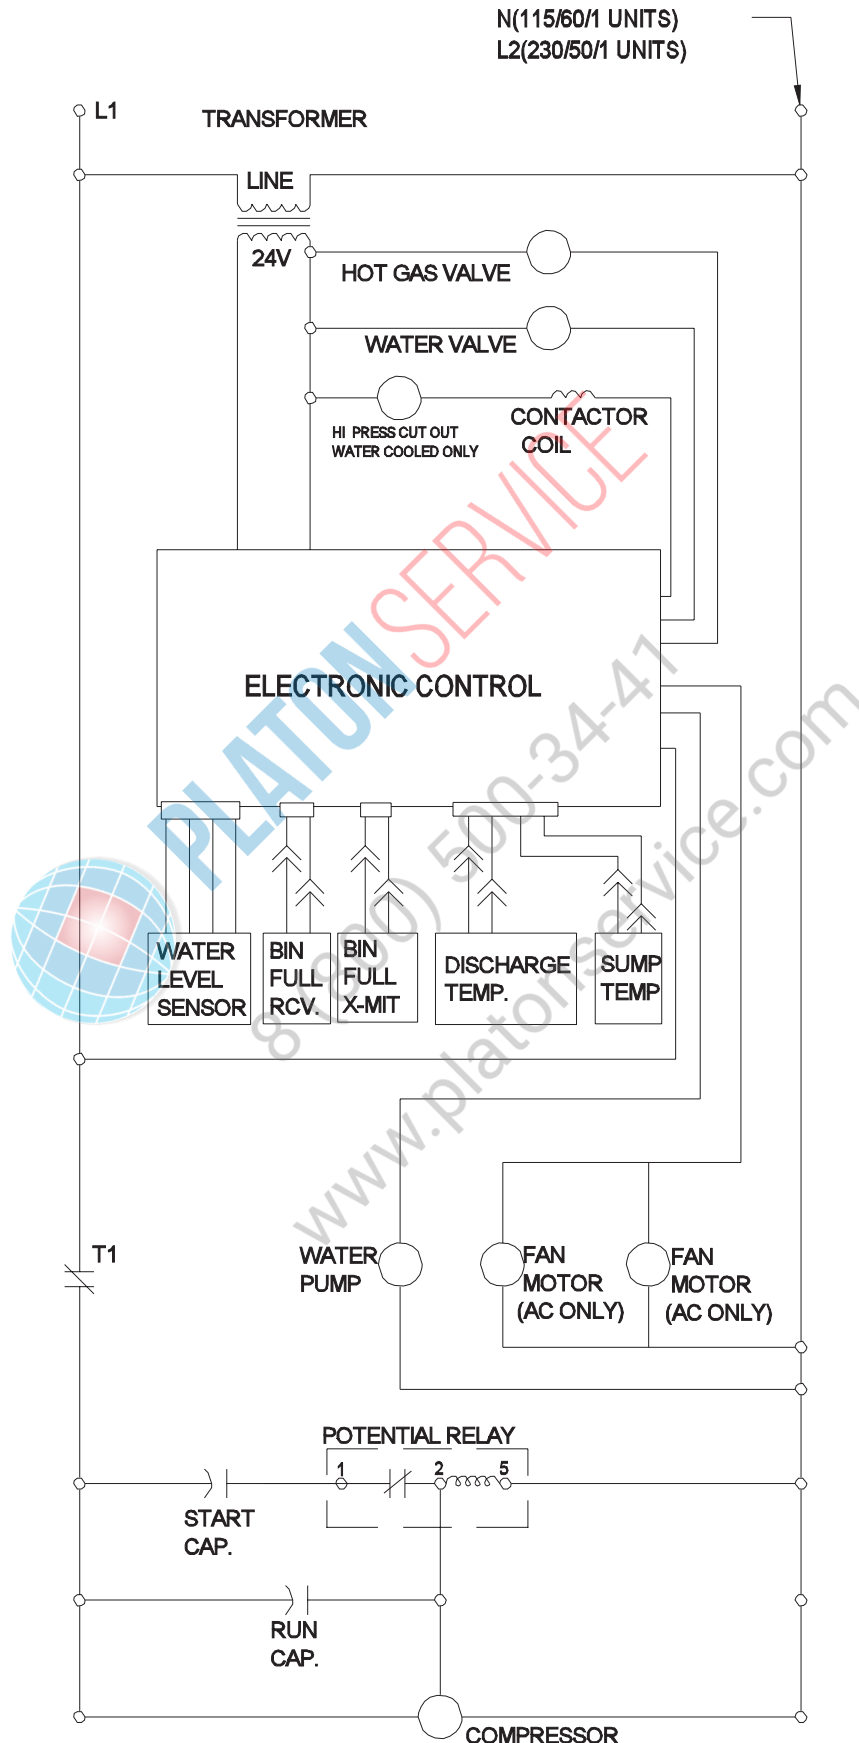 N(115/60/1 UNITS)
L2(230/50/1 UNITS)
L1
TRANSFORMER
LINE
24V
HOT GAS VALVE
WATER VALVE
HI PRESS CUT OUT
WATER COOLED ONLY
CONTACTOR
COIL
ELECTRONIC CONTROL
PLATONSERVICE
8 (800) 500-34-41
www.platonservice.com
WATER
LEVEL
SENSOR
BIN
FULL
RCV.
BIN
FULL
X-MIT
DISCHARGE
TEMP.
SUMP
TEMP
T1
WATER
PUMP
FAN
MOTOR
(AC ONLY)
FAN
MOTOR
(AC ONLY)
POTENTIAL RELAY
1
2
5
START
CAP.
RUN
CAP.
COMPRESSOR